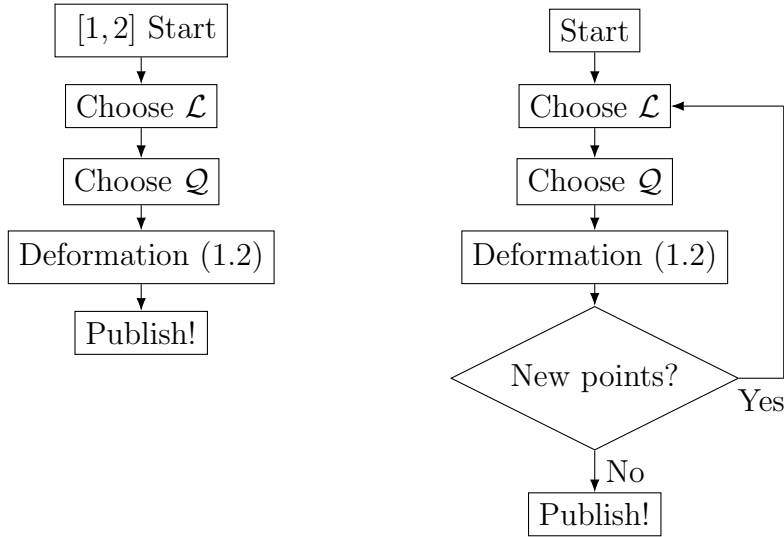 [1, 2] Start
Choose ℒ
Choose 𝒬
Deformation (1.2)
Publish!
Start
Choose ℒ
Choose 𝒬
Deformation (1.2)
New points?
Yes
No
Publish!